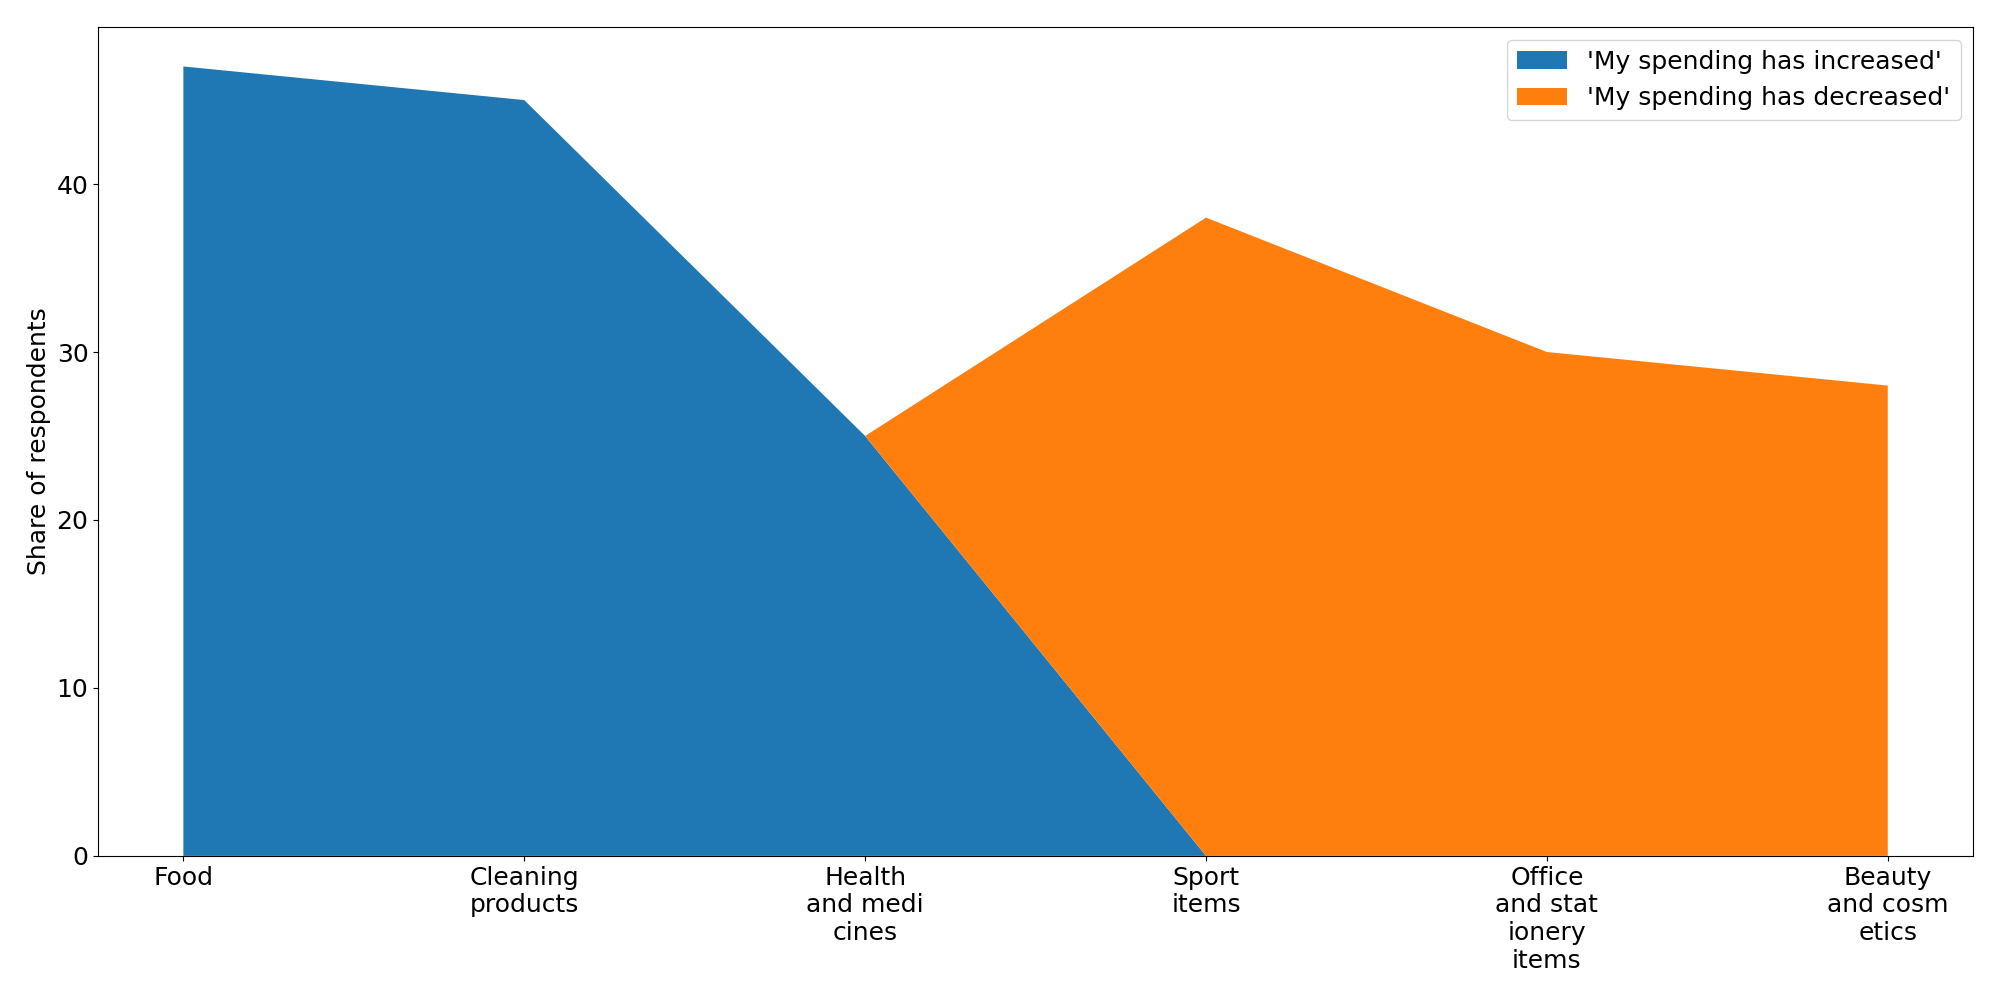 'My spending has increased'
'My spending has decreased'
Share of respondents
40
30
20
10
0
Food
Cleaning
products
Health
and medi
cines
Sport
items
Office
and stat
ionery
items
Beauty
and cosm
etics